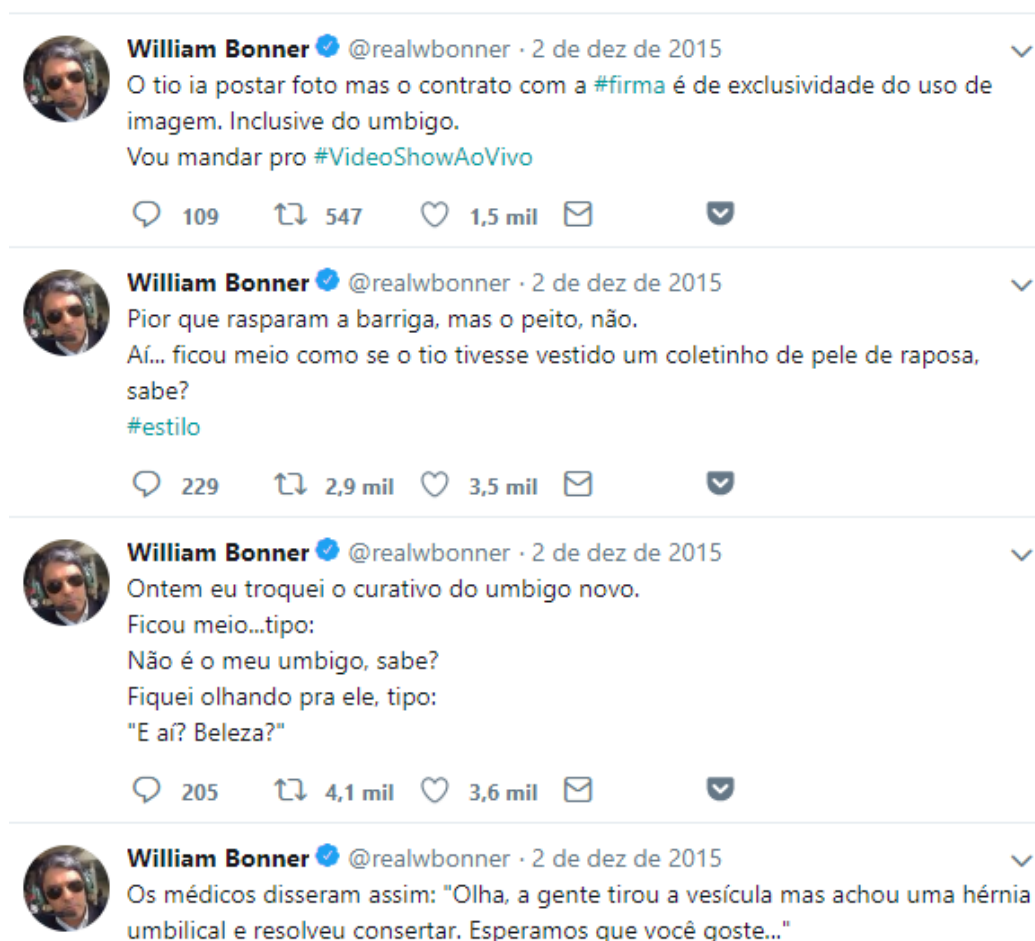 William Bonner @realwbonner · 2 de dez de 2015
O tio ia postar foto mas o contrato com a #firma é de exclusividade do uso de
imagem. Inclusive do umbigo.
Vou mandar pro #VideoShowAoVivo
109 547 1,5 mil
William Bonner @realwbonner · 2 de dez de 2015
Pior que rasparam a barriga, mas o peito, não.
Aí... ficou meio como se o tio tivesse vestido um coletinho de pele de raposa,
sabe?
#estilo
229 2,9 mil 3,5 mil
William Bonner @realwbonner · 2 de dez de 2015
Ontem eu troquei o curativo do umbigo novo.
Ficou meio...tipo:
Não é o meu umbigo, sabe?
Fiquei olhando pra ele, tipo:
"E aí? Beleza?"
205 4,1 mil 3,6 mil
William Bonner @realwbonner · 2 de dez de 2015
Os médicos disseram assim: "Olha, a gente tirou a vesícula mas achou uma hérnia
umbilical e resolveu consertar. Esperamos que você goste..."